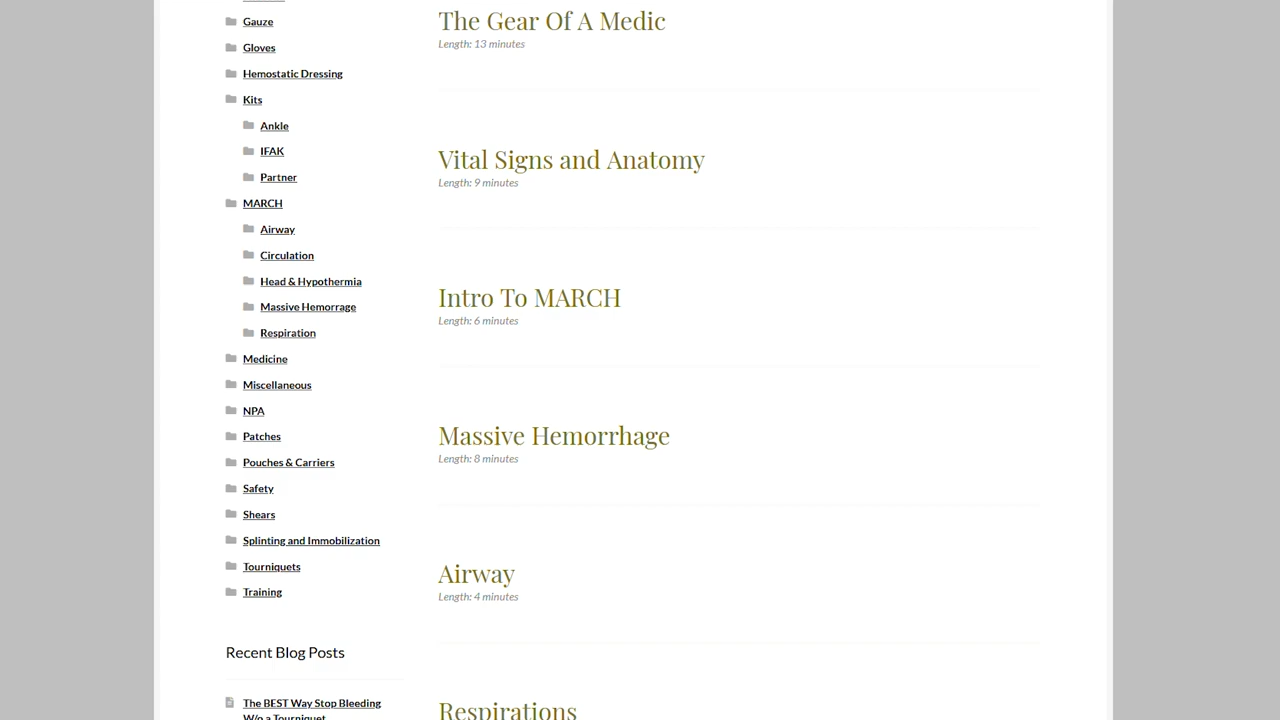 Gauze
Gloves
Hemostatic Dressing
Kits
Ankle
IFAK
Partner
MARCH
Airway
Circulation
Head & Hypothermia
Massive Hemorrage
Respiration
Medicine
Miscellaneous
NPA
Patches
Pouches & Carriers
Safety
Shears
Splinting and Immobilization
Tourniquets
Training
Recent Blog Posts
The BEST Way Stop Bleeding
W/o a Tourniquet
The Gear Of A Medic
Length: 13 minutes
Vital Signs and Anatomy
Length: 9 minutes
Intro To MARCH
Length: 6 minutes
Massive Hemorrhage
Length: 8 minutes
Airway
Length: 4 minutes
Respirations